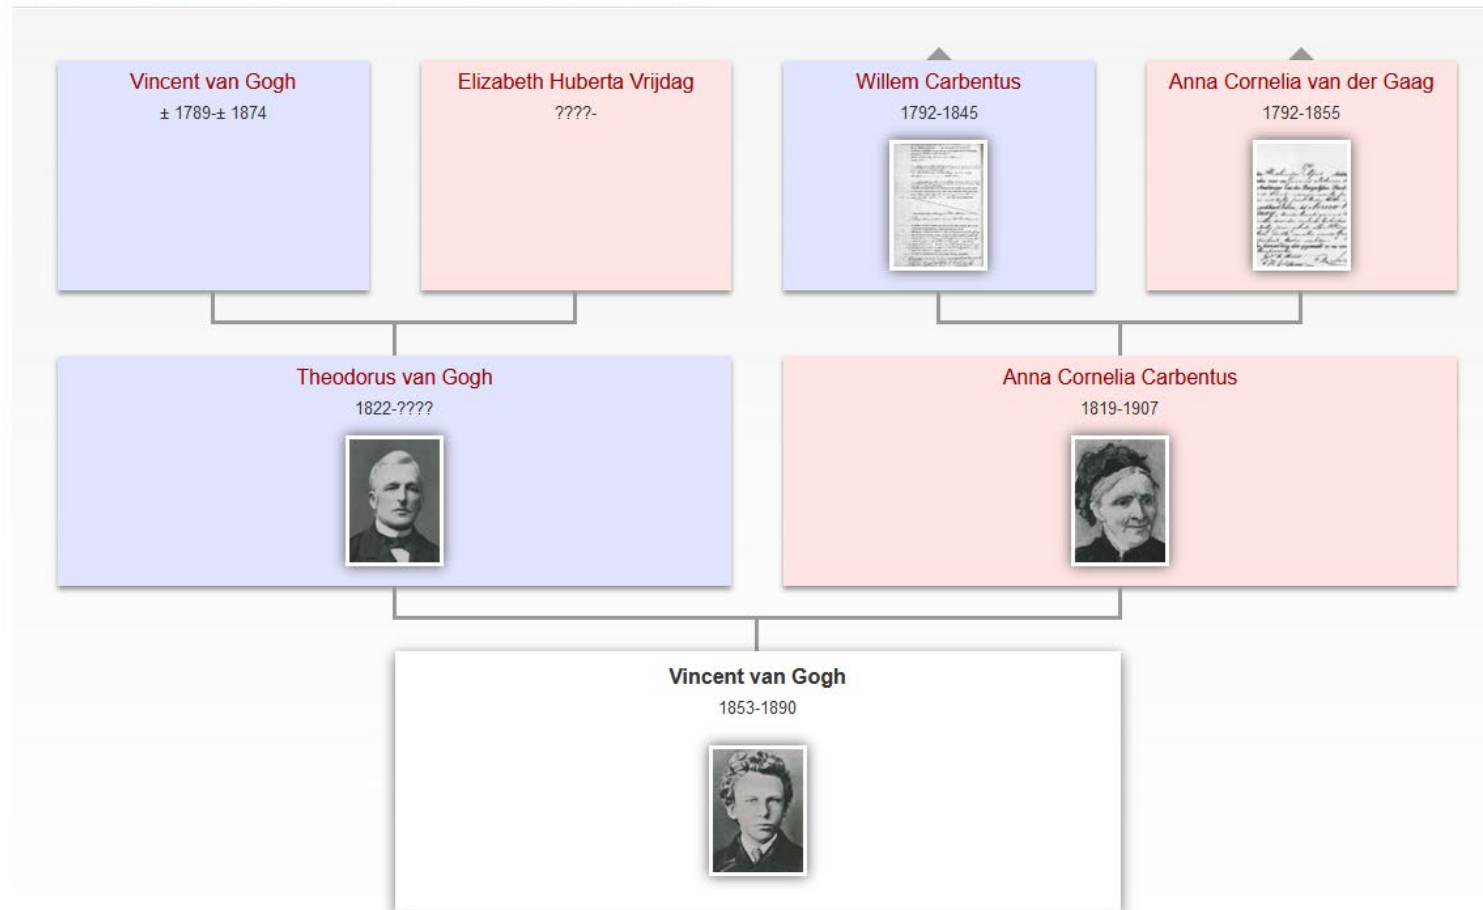 Vincent van Gogh
± 1789-± 1874
Elizabeth Huberta Vrijdag
????-
Willem Carbentus
1792-1845
Anna Cornelia van der Gaag
1792-1855
Theodorus van Gogh
1822-????
Anna Cornelia Carbentus
1819-1907
Vincent van Gogh
1853-1890